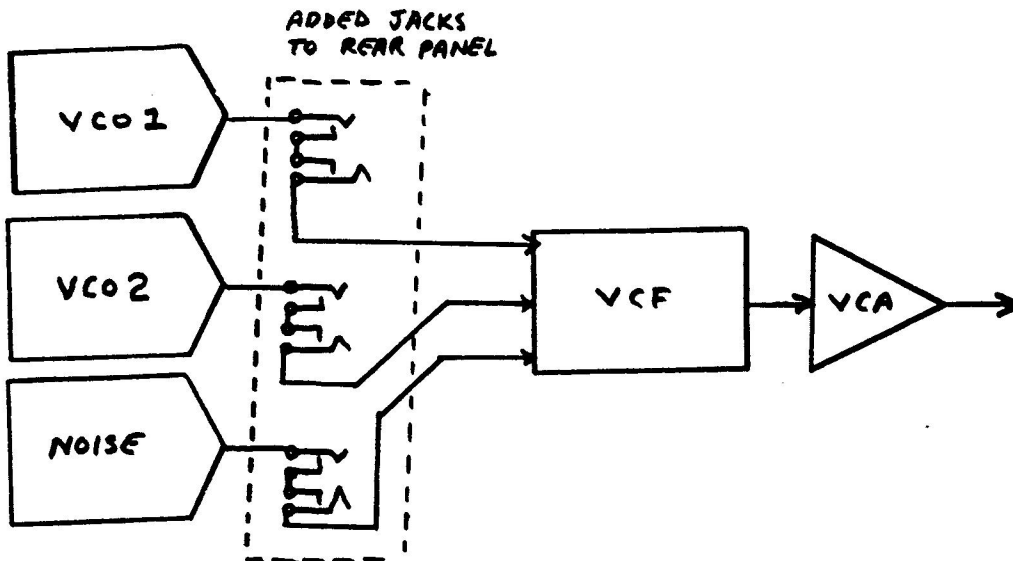 ADDED JACKS
TO REAR PANEL
VCO 1
VCO 2
VCF
VCA
NOISE